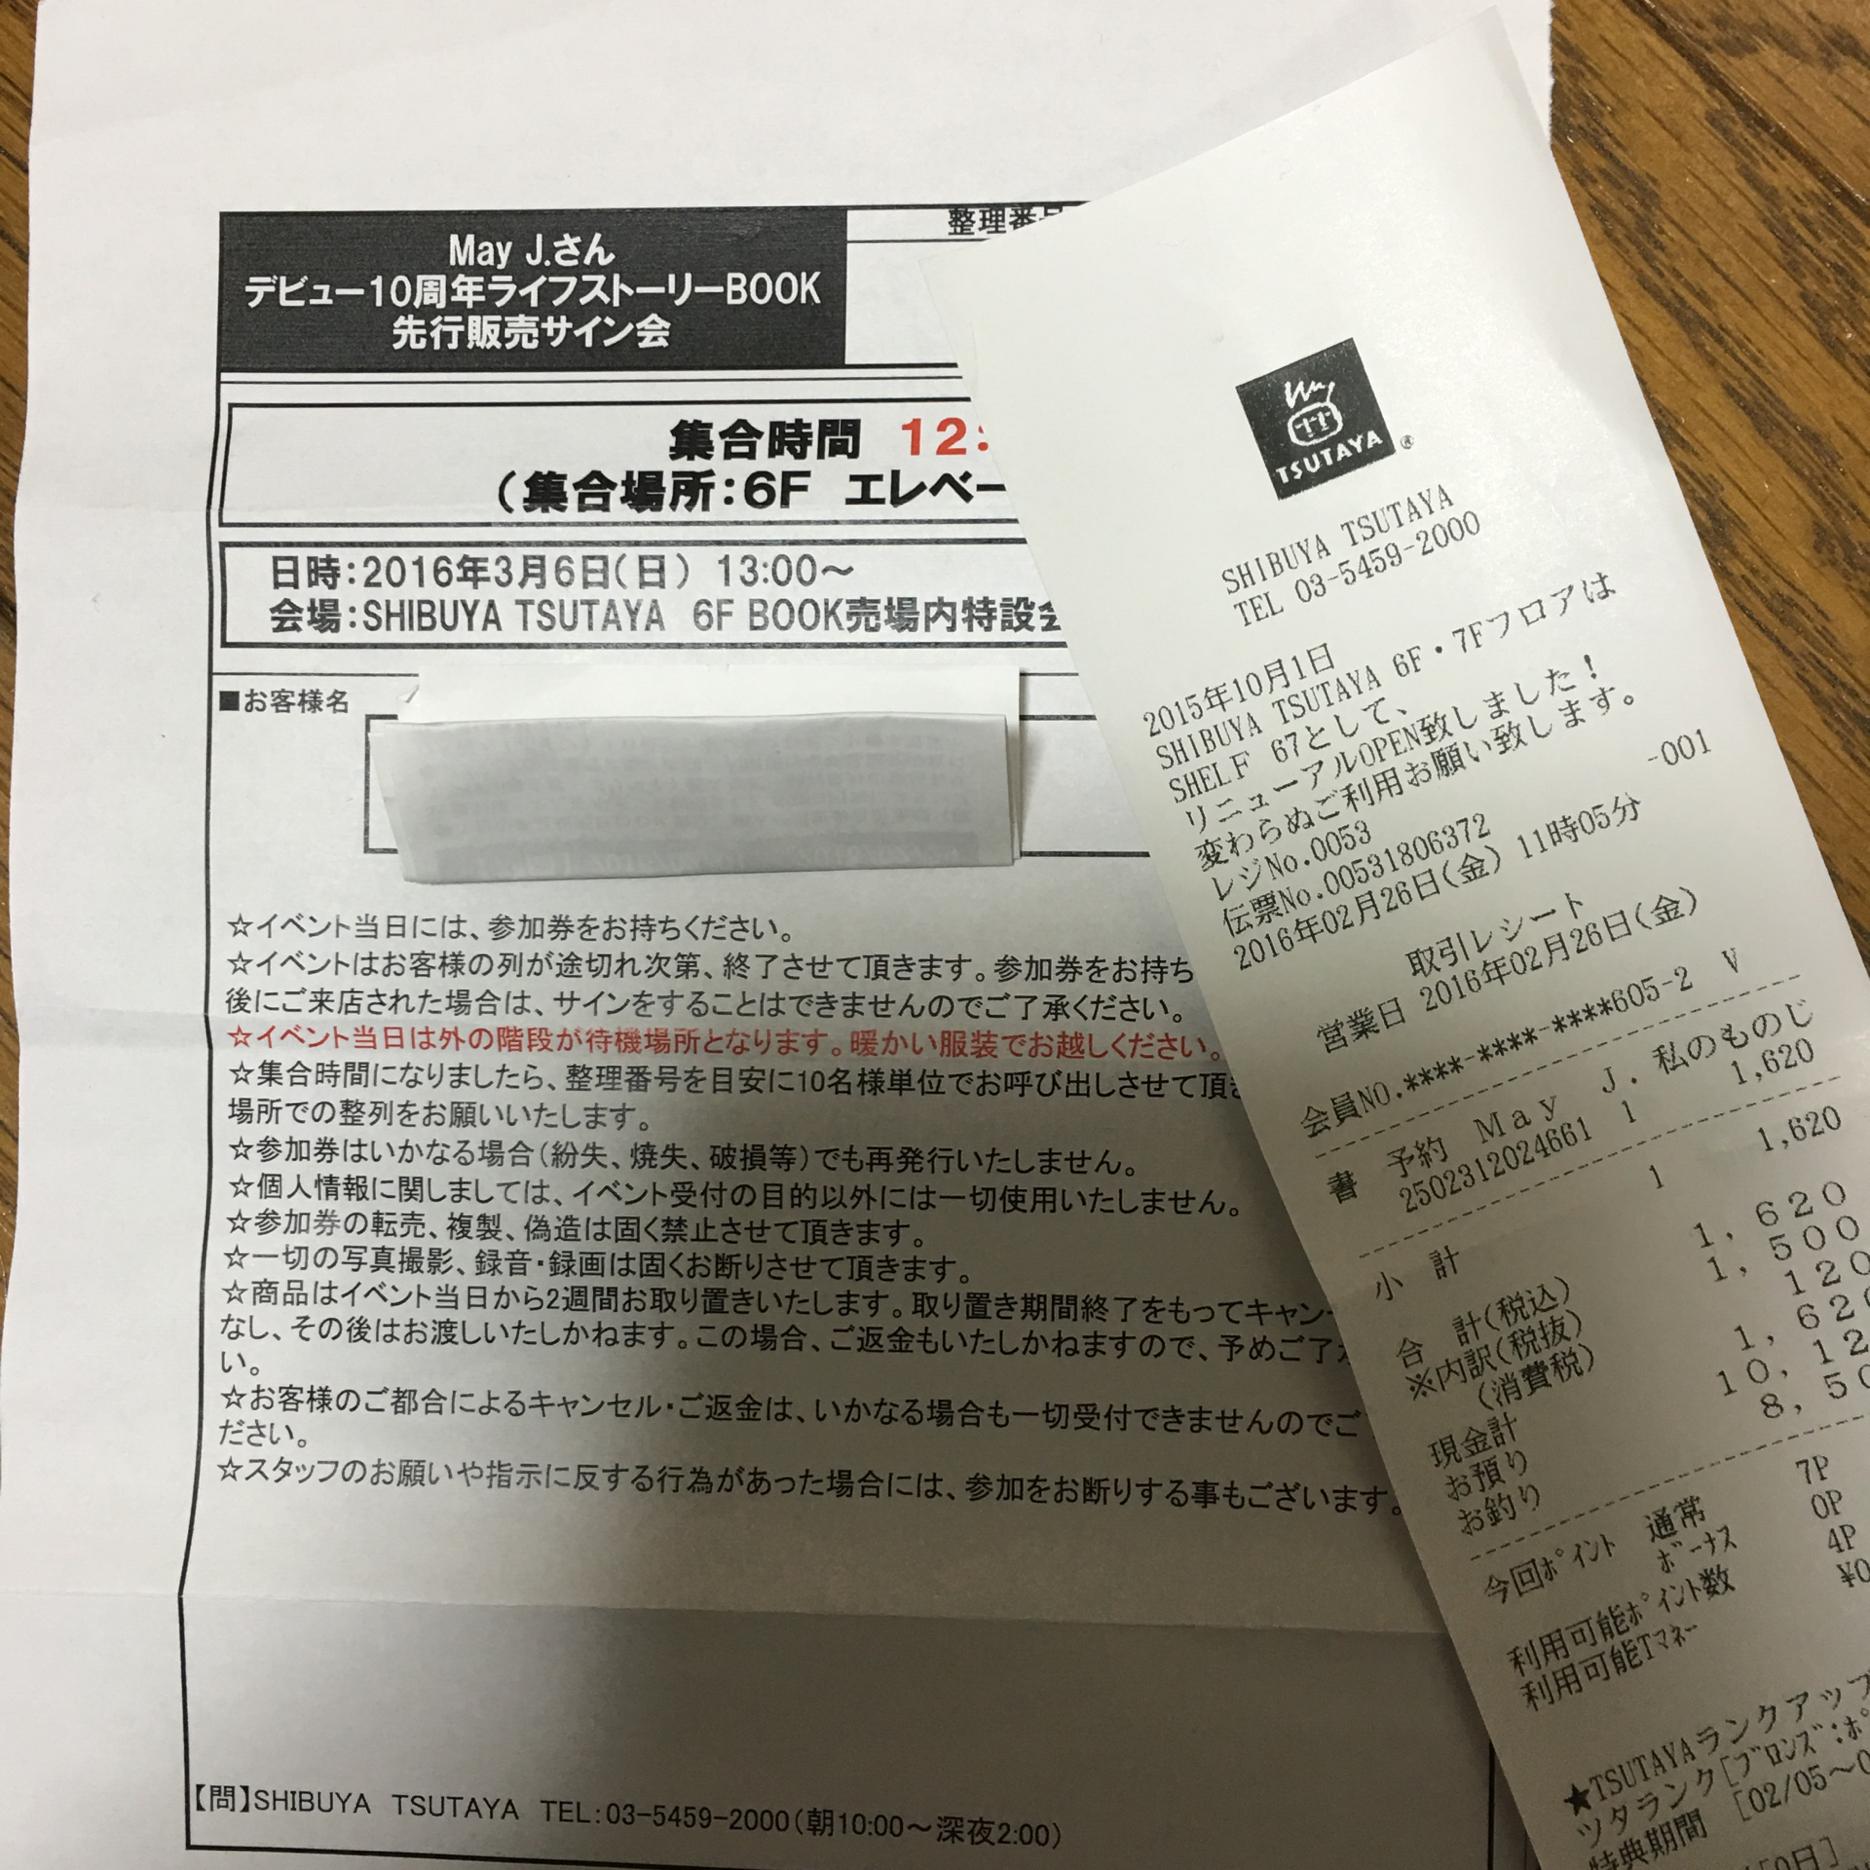 May J.さん
デビュー10周年ライフストーリーBOOK
先行販売サイン会
整理番号
集合時間 12:
(集合場所:6F エレベー
日時:2016年3月6日(日) 13:00～
会場:SHIBUYA TSUTAYA 6F BOOK売場内特設会
■お客様名
☆イベント当日には、参加券をお持ちください。
☆イベントはお客様の列が途切れ次第、終了させて頂きます。参加券をお持ち
後にご来店された場合は、サインをすることはできませんのでご了承ください。
☆イベント当日は外の階段が待機場所となります。暖かい服装でお越しください。
☆集合時間になりましたら、整理番号を目安に10名様単位でお呼び出しさせて頂き
場所での整列をお願いいたします。
☆参加券はいかなる場合(紛失、焼失、破損等)でも再発行いたしません。
☆個人情報に関しましては、イベント受付の目的以外には一切使用いたしません。
☆参加券の転売、複製、偽造は固く禁止させて頂きます。
☆一切の写真撮影、録音・録画は固くお断りさせて頂きます。
☆商品はイベント当日から2週間お取り置きいたします。取り置き期間終了をもってキャン
なし、その後はお渡しいたしかねます。この場合、ご返金もいたしかねますので、予めご了
い。
☆お客様のご都合によるキャンセル・ご返金は、いかなる場合も一切受付できませんのでご
ださい。
☆スタッフのお願いや指示に反する行為があった場合には、参加をお断りする事もございます。
【問】SHIBUYA TSUTAYA TEL:03-5459-2000(朝10:00～深夜2:00)
TSUTAYA
SHIBUYA TSUTAYA
TEL 03-5459-2000
2015年10月1日
SHIBUYA TSUTAYA 6F・7Fフロアは
SHELF 67として、
リニューアルOPEN致しました!
変わらぬご利用お願い致します。
レジNo.0053 -001
伝票No.00531806372
2016年02月26日(金) 11時05分
取引レシート
営業日 2016年02月26日(金)
会員NO.****-****-****605-2 V
書 予約 May J. 私のものじ
2502312024661 1 1,620
小 計 1 1,620
合 計(税込) 1,620
※内訳(税抜) 1,500
(消費税) 120
現金計 1,620
お預り 10,12
お釣り 8,50
今回ポイント 通常 7P
ボーナス 0P
利用可能ポイント数 4P
利用可能Tマネー ¥0
★TSUTAYAランクアップ
ツタランク[ブロンズ:ポ
特典期間 [02/05～0